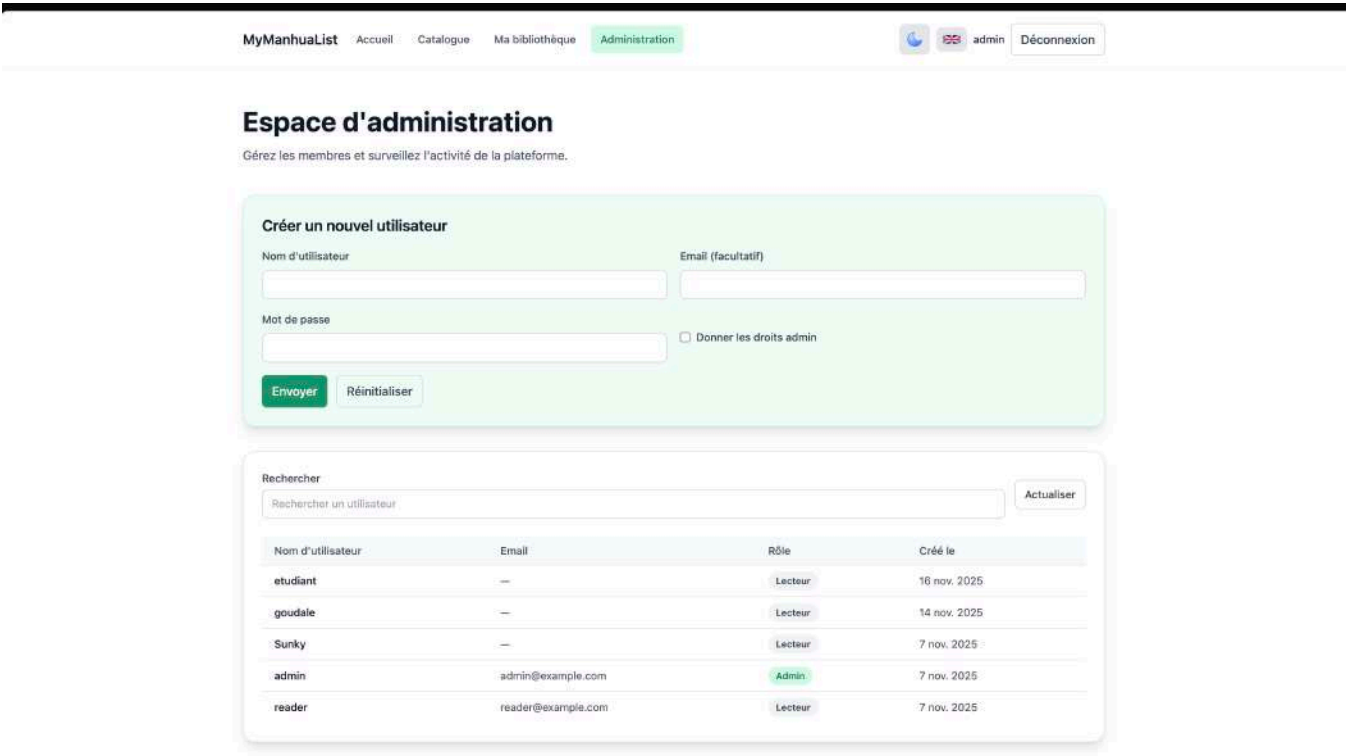 MyManhuaList Accueil Catalogue Ma bibliothèque Administration admin Déconnexion
Espace d'administration
Gérez les membres et surveillez l'activité de la plateforme.
Créer un nouvel utilisateur
Nom d'utilisateur Email (facultatif)
Mot de passe
Donner les droits admin
Envoyer Réinitialiser
Rechercher
Rechercher un utilisateur Actualiser
Nom d'utilisateur Email Rôle Créé le
etudiant — Lecteur 16 nov. 2025
goudale — Lecteur 14 nov. 2025
Sunky — Lecteur 7 nov. 2025
admin admin@example.com Admin 7 nov. 2025
reader reader@example.com Lecteur 7 nov. 2025